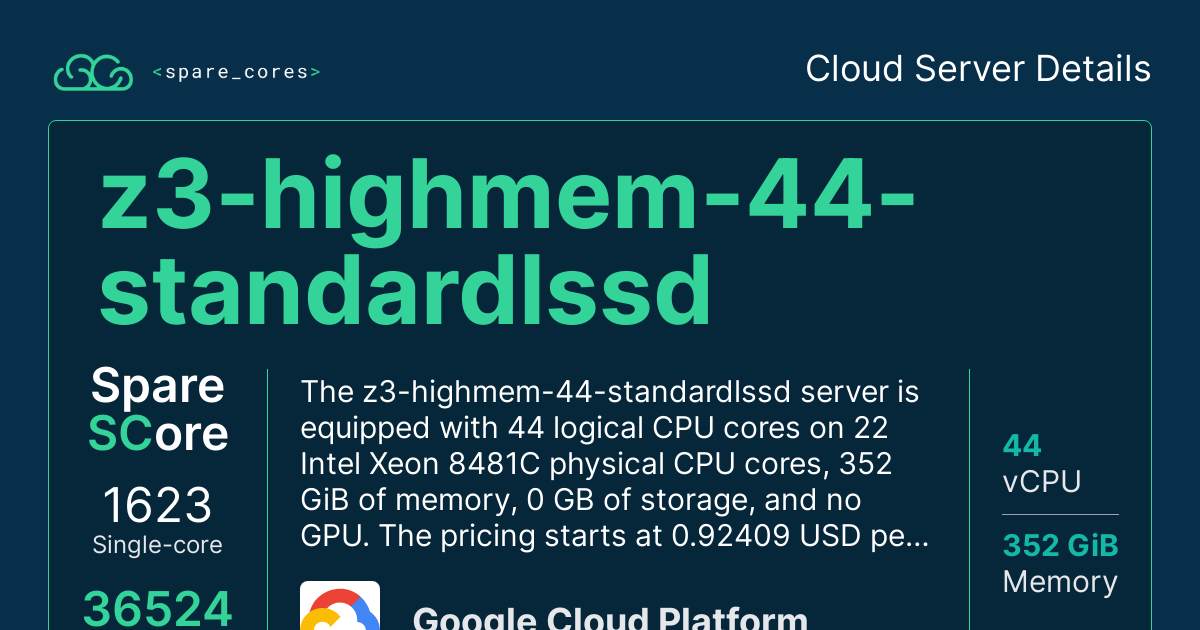 <spare_cores>
Cloud Server Details
z3-highmem-44-
standardlssd
Spare
SCore
1623
Single-core
36524
The z3-highmem-44-standardlssd server is
equipped with 44 logical CPU cores on 22
Intel Xeon 8481C physical CPU cores, 352
GiB of memory, 0 GB of storage, and no
GPU. The pricing starts at 0.92409 USD pe...
Google Cloud Platform
44
vCPU
352 GiB
Memory